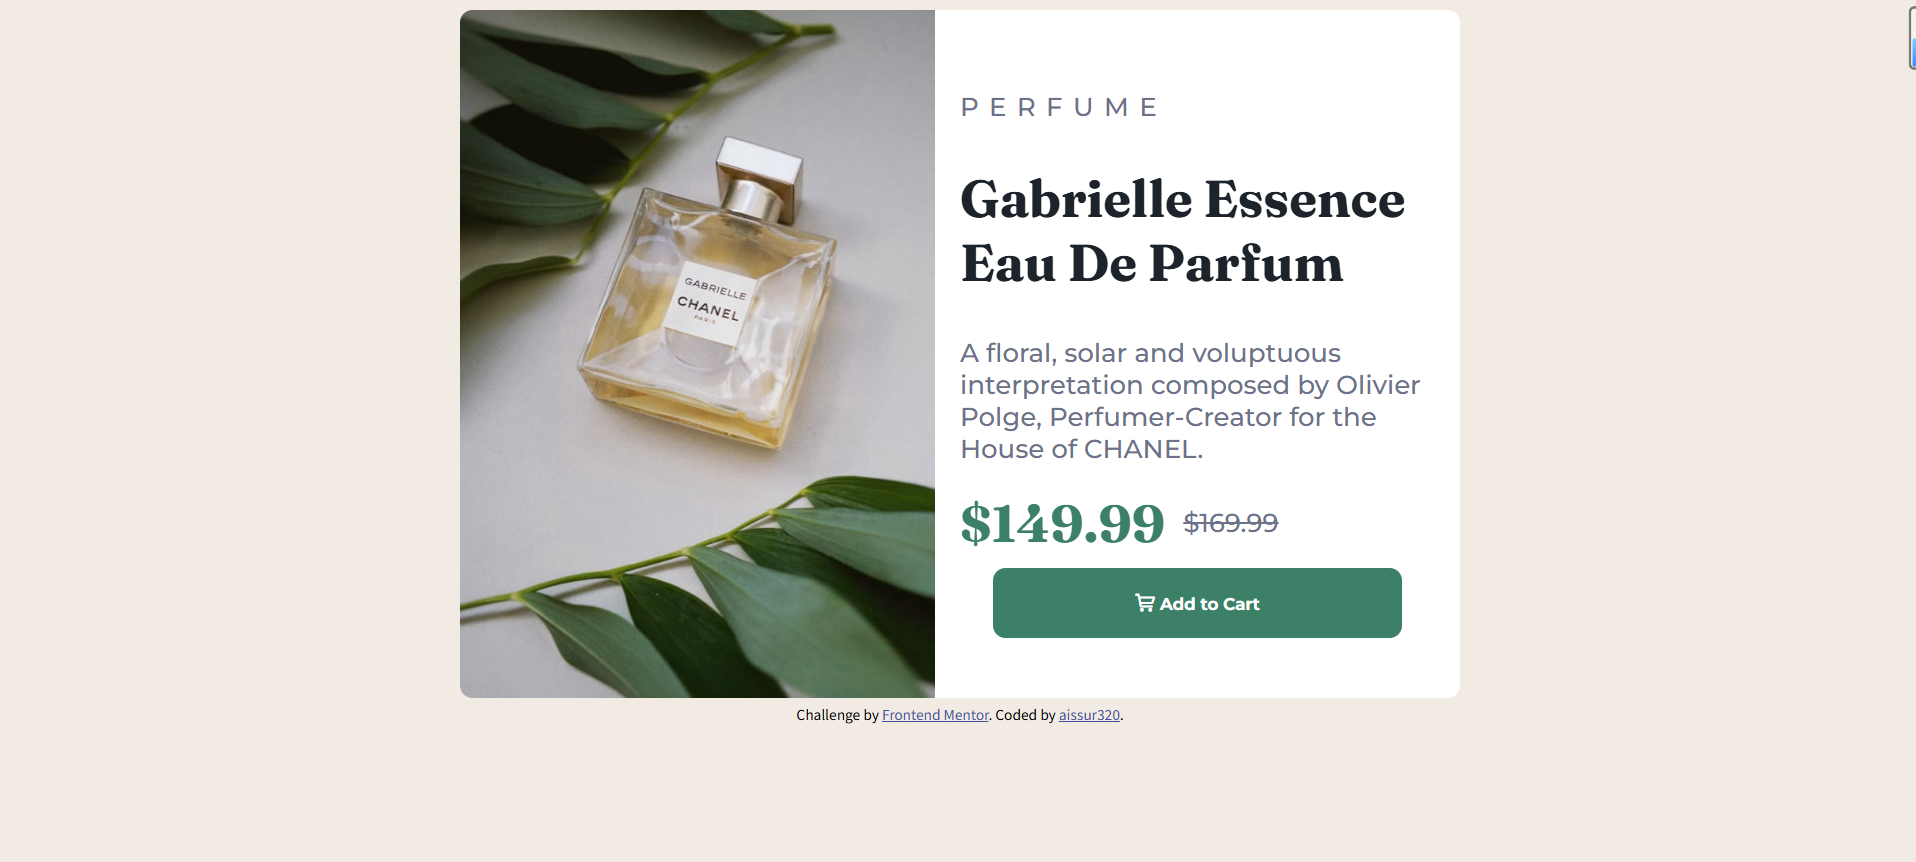 GABRIELLE
CHANEL
PARIS
PERFUME
Gabrielle Essence
Eau De Parfum
A floral, solar and voluptuous
interpretation composed by Olivier
Polge, Perfumer-Creator for the
House of CHANEL.
$149.99 $169.99
Add to Cart
Challenge by Frontend Mentor. Coded by aissur320.